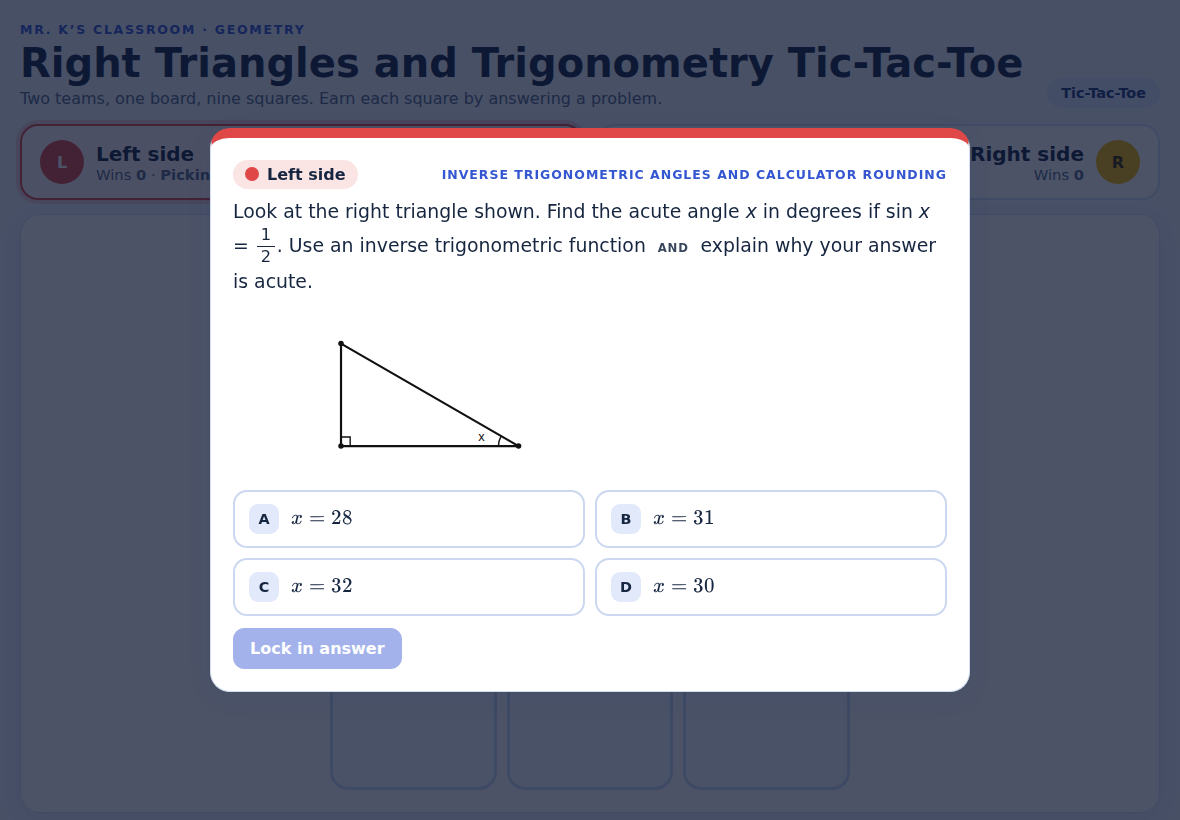 MR. K’S CLASSROOM · GEOMETRY
Right Triangles and Trigonometry Tic-Tac-Toe
Two teams, one board, nine squares. Earn each square by answering a problem.
Tic-Tac-Toe
L
Left side
Wins 0 · Pickin
Right side
Wins 0
R
Left side
INVERSE TRIGONOMETRIC ANGLES AND CALCULATOR ROUNDING
Look at the right triangle shown. Find the acute angle x in degrees if sin x
= 1/2. Use an inverse trigonometric function AND explain why your answer
is acute.
x
A x = 28
B x = 31
C x = 32
D x = 30
Lock in answer